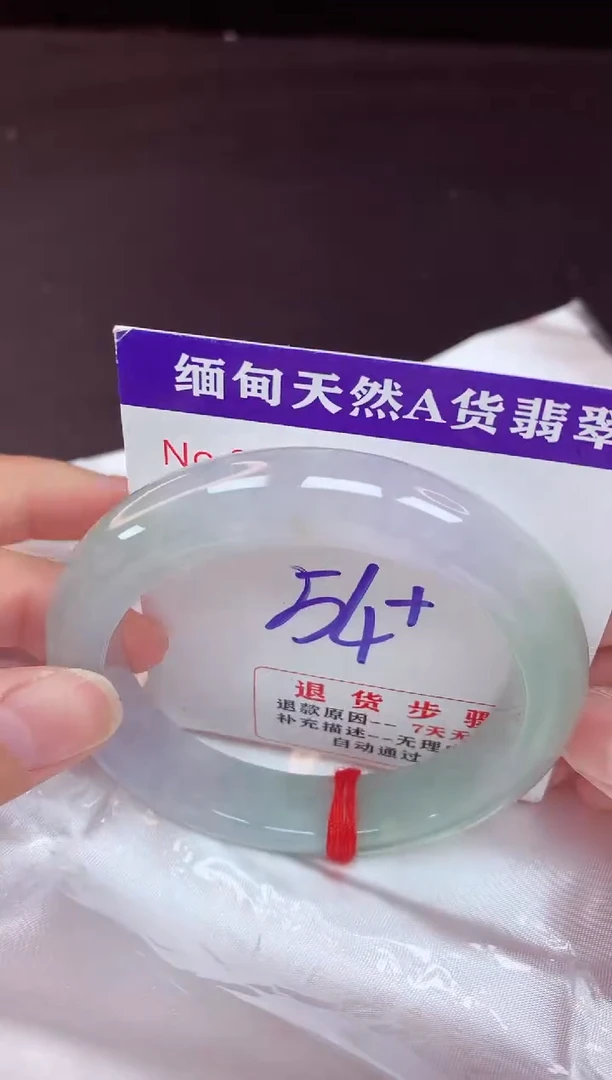 缅甸天然A货翡翠
No
54+
退货步骤
退款原因--7天无
补充描述--无理
自动通过